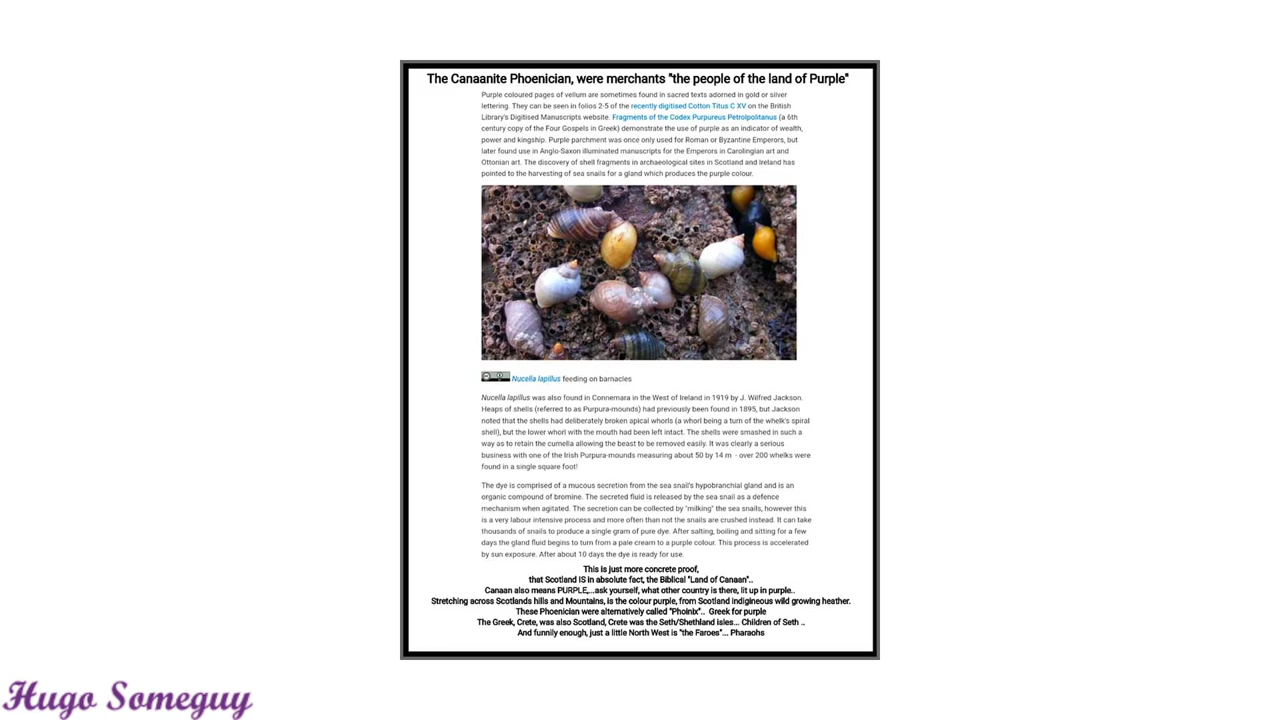 The Canaanite Phoenician, were merchants "the people of the land of Purple"
Purple coloured pages of vellum are sometimes found in sacred texts adorned in gold or silver
lettering. They can be seen in folios 2-5 of the recently digitised Cotton Titus C XV on the British
Library's Digitised Manuscripts website. Fragments of the Codex Purpureus Petrolpolitanus (a 6th
century copy of the Four Gospels in Greek) demonstrate the use of purple as an indicator of wealth,
power and kingship. Purple parchment was once only used for Roman or Byzantine Emperors, but
later found use in Anglo-Saxon illuminated manuscripts for the Emperors in Carolingian art and
Ottonian art. The discovery of shell fragments in archaeological sites in Scotland and Ireland has
pointed to the harvesting of sea snails for a gland which produces the purple colour.
Nucella lapillus feeding on barnacles
Nucella lapillus was also found in Connemara in the West of Ireland in 1919 by J. Wilfred Jackson.
Heaps of shells (referred to as Purpura-mounds) had previously been found in 1895, but Jackson
noted that the shells had deliberately broken apical whorls (a whorl being a turn of the whelk's spiral
shell), but the lower whorl with the mouth had been left intact. The shells were smashed in such a
way as to retain the cumella allowing the beast to be removed easily. It was clearly a serious
business with one of the Irish Purpura-mounds measuring about 50 by 14 m - over 200 whelks were
found in a single square foot!
The dye is comprised of a mucous secretion from the sea snail's hypobranchial gland and is an
organic compound of bromine. The secreted fluid is released by the sea snail as a defence
mechanism when agitated. The secretion can be collected by "milking" the sea snails, however this
is a very labour intensive process and more often than not the snails are crushed instead. It can take
thousands of snails to produce a single gram of pure dye. After salting, boiling and sitting for a few
days the gland fluid begins to turn from a pale cream to a purple colour. This process is accelerated
by sun exposure. After about 10 days the dye is ready for use.
This is just more concrete proof,
that Scotland IS in absolute fact, the Biblical "Land of Canaan"..
Canaan also means PURPLE,...ask yourself, what other country is there, lit up in purple..
Stretching across Scotlands hills and Mountains, is the colour purple, from Scotland indigineous wild growing heather.
These Phoenician were alternatively called "Phoinix".. Greek for purple
The Greek, Crete, was also Scotland, Crete was the Seth/Shethland isles... Children of Seth ..
And funnily enough, just a little North West is "the Faroes"... Pharaohs
Hugo Someguy